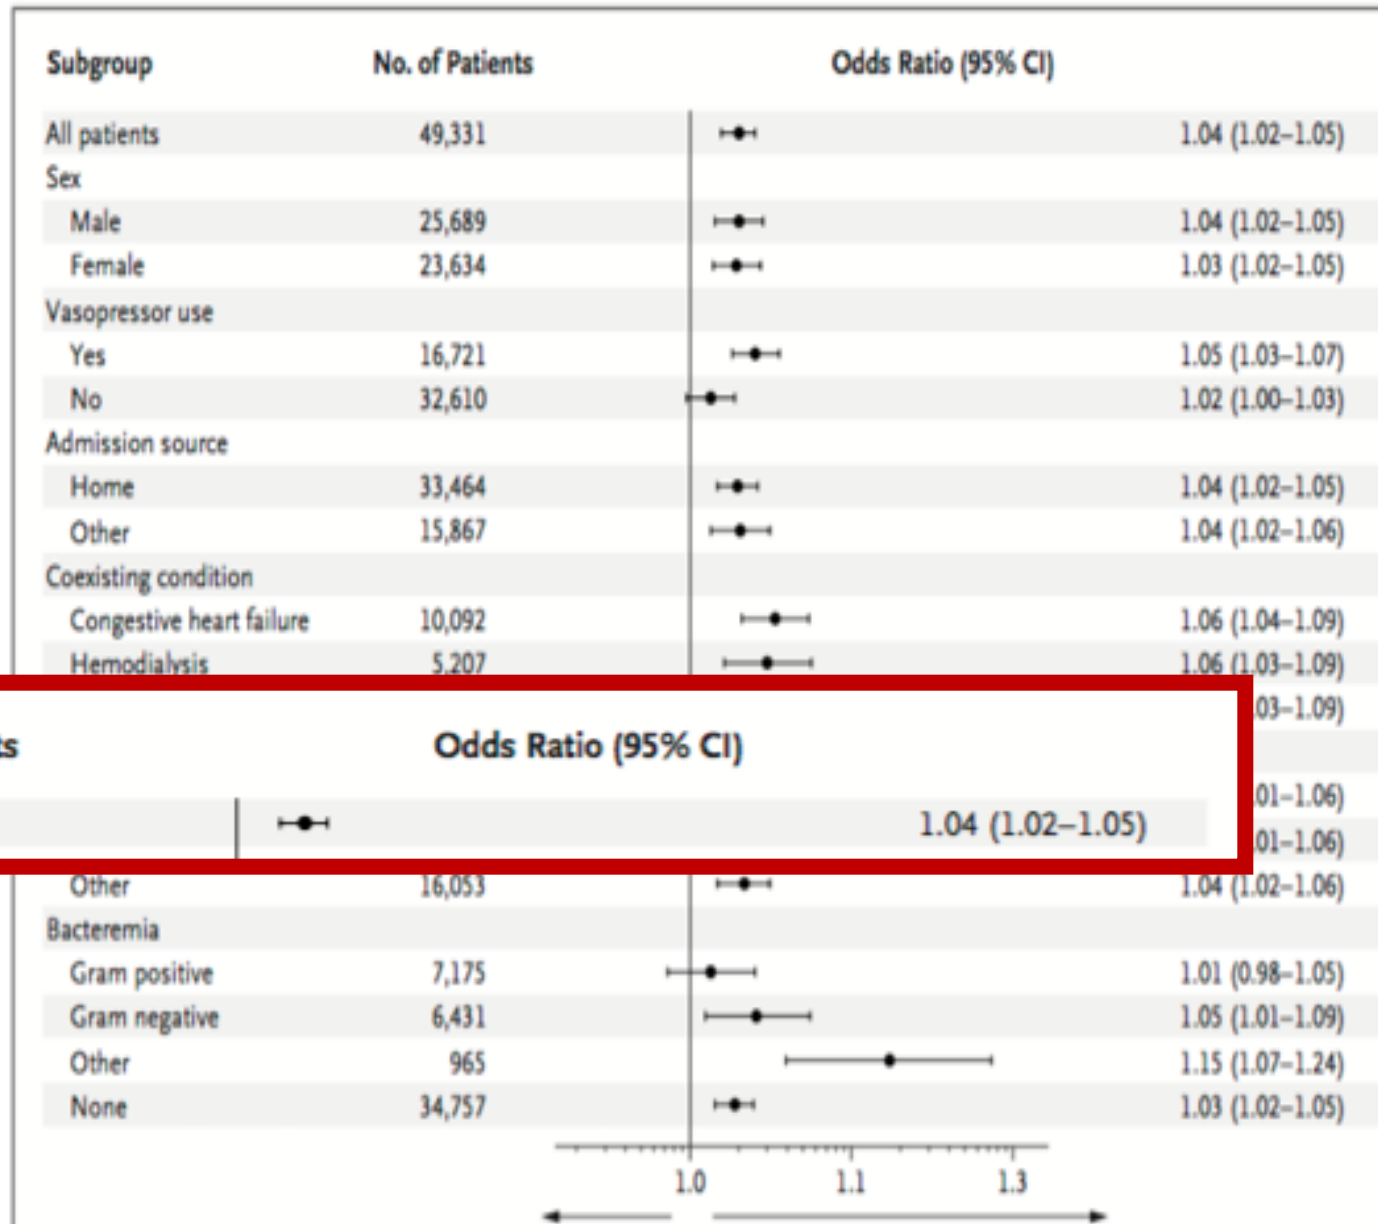 Subgroup No. of Patients Odds Ratio (95% CI)
All patients 49,331 1.04 (1.02–1.05)
Sex
Male 25,689 1.04 (1.02–1.05)
Female 23,634 1.03 (1.02–1.05)
Vasopressor use
Yes 16,721 1.05 (1.03–1.07)
No 32,610 1.02 (1.00–1.03)
Admission source
Home 33,464 1.04 (1.02–1.05)
Other 15,867 1.04 (1.02–1.06)
Coexisting condition
Congestive heart failure 10,092 1.06 (1.04–1.09)
Hemodialysis 5,207 1.06 (1.03–1.09)
.03–1.09)
ts Odds Ratio (95% CI)
.01–1.06)
1.04 (1.02–1.05)
.01–1.06)
Other 16,053 1.04 (1.02–1.06)
Bacteremia
Gram positive 7,175 1.01 (0.98–1.05)
Gram negative 6,431 1.05 (1.01–1.09)
Other 965 1.15 (1.07–1.24)
None 34,757 1.03 (1.02–1.05)
1.0 1.1 1.3